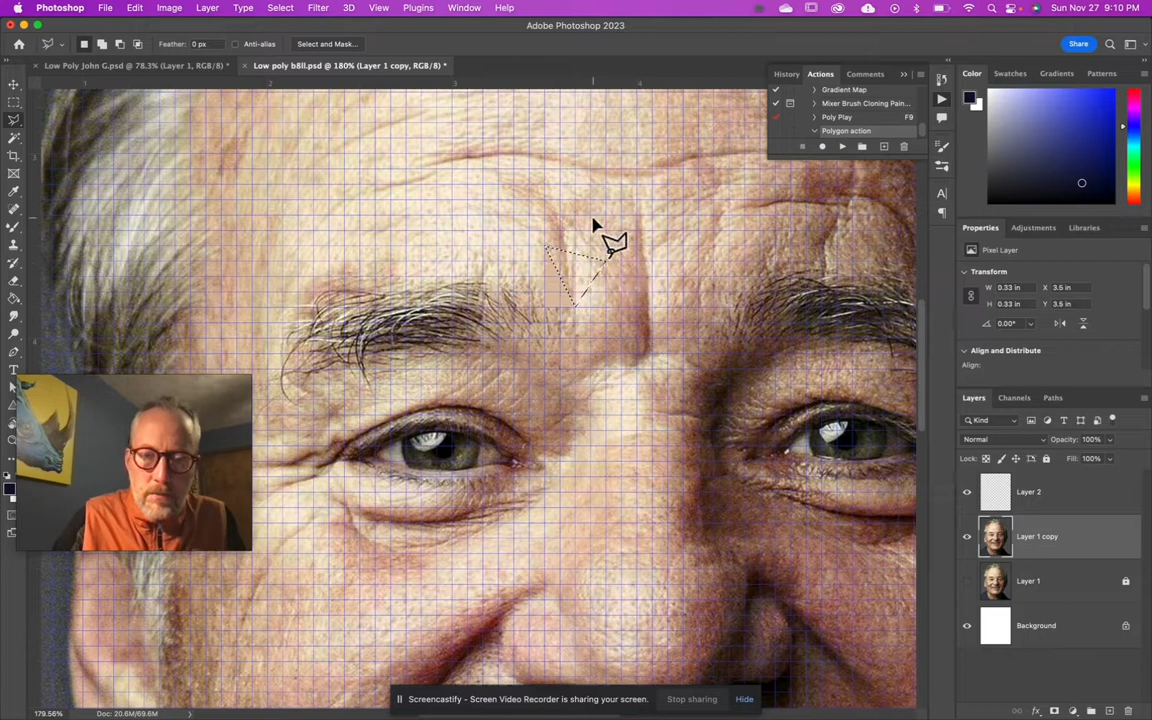 Photoshop File Edit Image Layer Type Select Filter 3D View Plugins Window Help Sun Nov 27 9:10 PM
Adobe Photoshop 2023
Feather: 0 px Anti-alias Select and Mask... Share
Low Poly John G.psd @ 78.3% (Layer 1, RGB/8) * Low poly b8ll.psd @ 180% (Layer 1 copy, RGB/8) *
1 2 3 4
History Actions Comments
Gradient Map
Mixer Brush Cloning Pain...
Poly Play F9
Polygon action
Color Swatches Gradients Patterns
Properties Adjustments Libraries
Pixel Layer
Transform
W 0.33 in X 3.5 in
H 0.33 in Y 3.5 in
0.00°
Align and Distribute
Align:
Layers Channels Paths
Kind
Normal Opacity: 100%
Lock: Fill: 100%
Layer 2
Layer 1 copy
Layer 1
Background
3
4
Screencastify - Screen Video Recorder is sharing your screen. Stop sharing Hide
179.56% Doc: 20.6M/69.6M